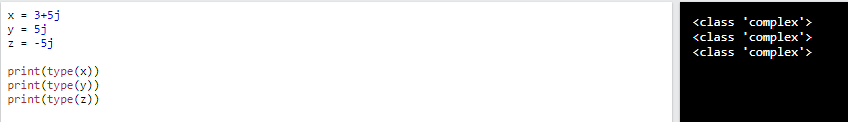 x = 3+5j
y = 5j
z = -5j
print(type(x))
print(type(y))
print(type(z))
<class 'complex'>
<class 'complex'>
<class 'complex'>